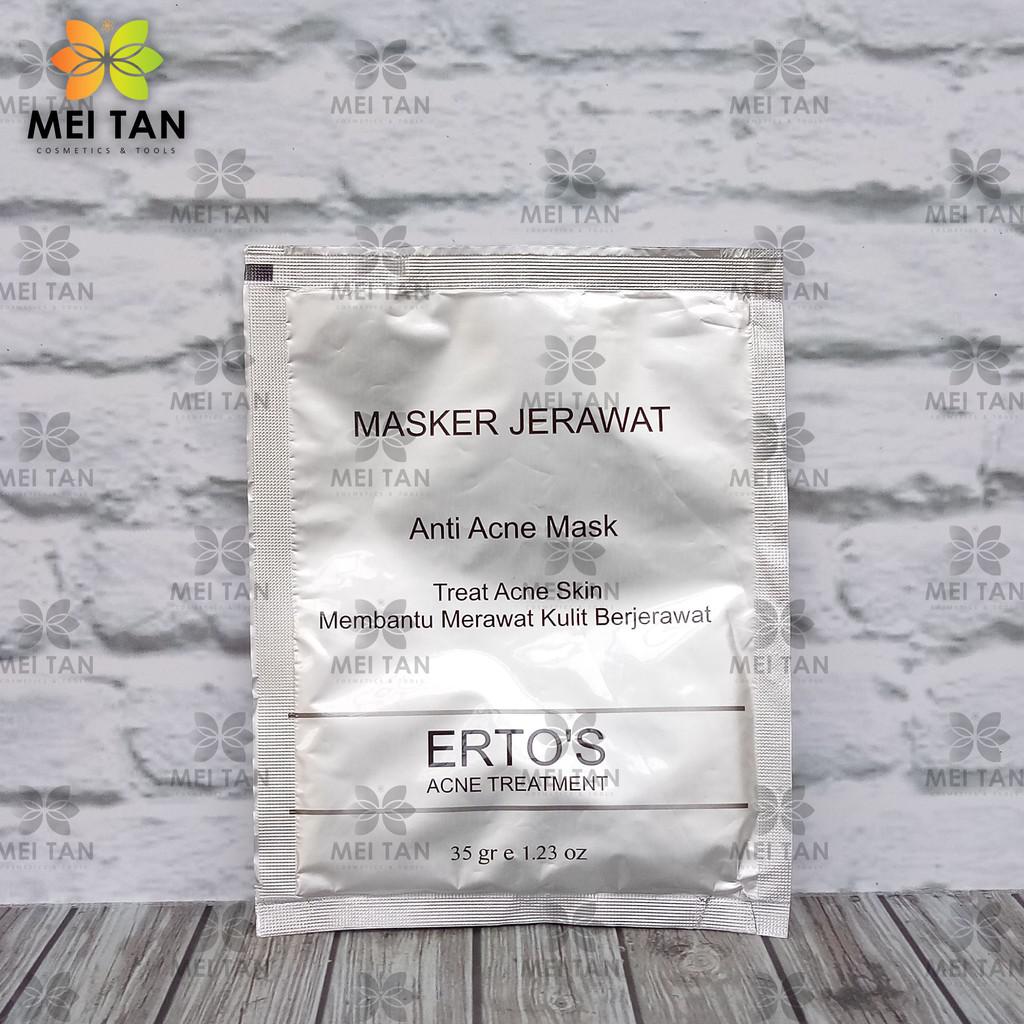 MEI TAN
COSMETICS & TOOLS
MASKER JERAWAT
Anti Acne Mask
Treat Acne Skin
Membantu Merawat Kulit Berjerawat
ERTO'S
ACNE TREATMENT
35 gr e 1.23 oz